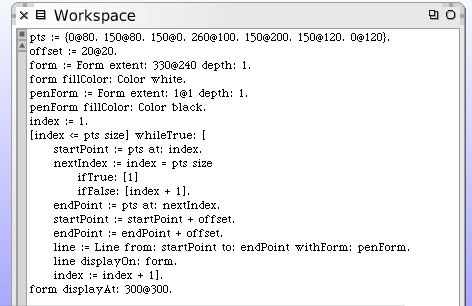 Workspace
pts := {0@80. 150@80. 150@0. 260@100. 150@200. 150@120. 0@120}.
offset := 20@20.
form := Form extent: 330@240 depth: 1.
form fillColor: Color white.
penForm := Form extent: 1@1 depth: 1.
penForm fillColor: Color black.
index := 1.
[index <= pts size] whileTrue: [
startPoint := pts at: index.
nextIndex := index = pts size
ifTrue: [1]
ifFalse: [index + 1].
endPoint := pts at: nextIndex.
startPoint := startPoint + offset.
endPoint := endPoint + offset.
line := Line from: startPoint to: endPoint withForm: penForm.
line displayOn: form.
index := index + 1].
form displayAt: 300@300.